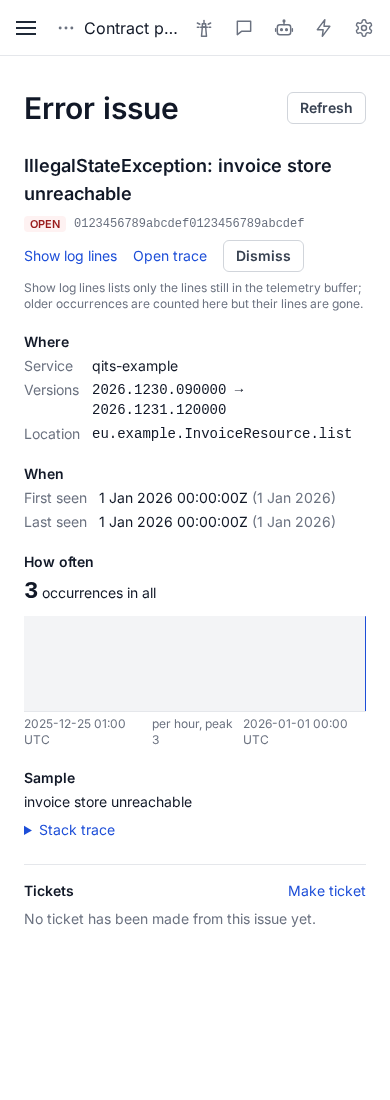 Contract p...
Error issue
Refresh
IllegalStateException: invoice store
unreachable
OPEN 0123456789abcdef0123456789abcdef
Show log lines Open trace Dismiss
Show log lines lists only the lines still in the telemetry buffer;
older occurrences are counted here but their lines are gone.
Where
Service qits-example
Versions 2026.1230.090000 →
2026.1231.120000
Location eu.example.InvoiceResource.list
When
First seen 1 Jan 2026 00:00:00Z (1 Jan 2026)
Last seen 1 Jan 2026 00:00:00Z (1 Jan 2026)
How often
3 occurrences in all
2025-12-25 01:00 UTC
per hour, peak 3
2026-01-01 00:00 UTC
Sample
invoice store unreachable
Stack trace
Tickets Make ticket
No ticket has been made from this issue yet.